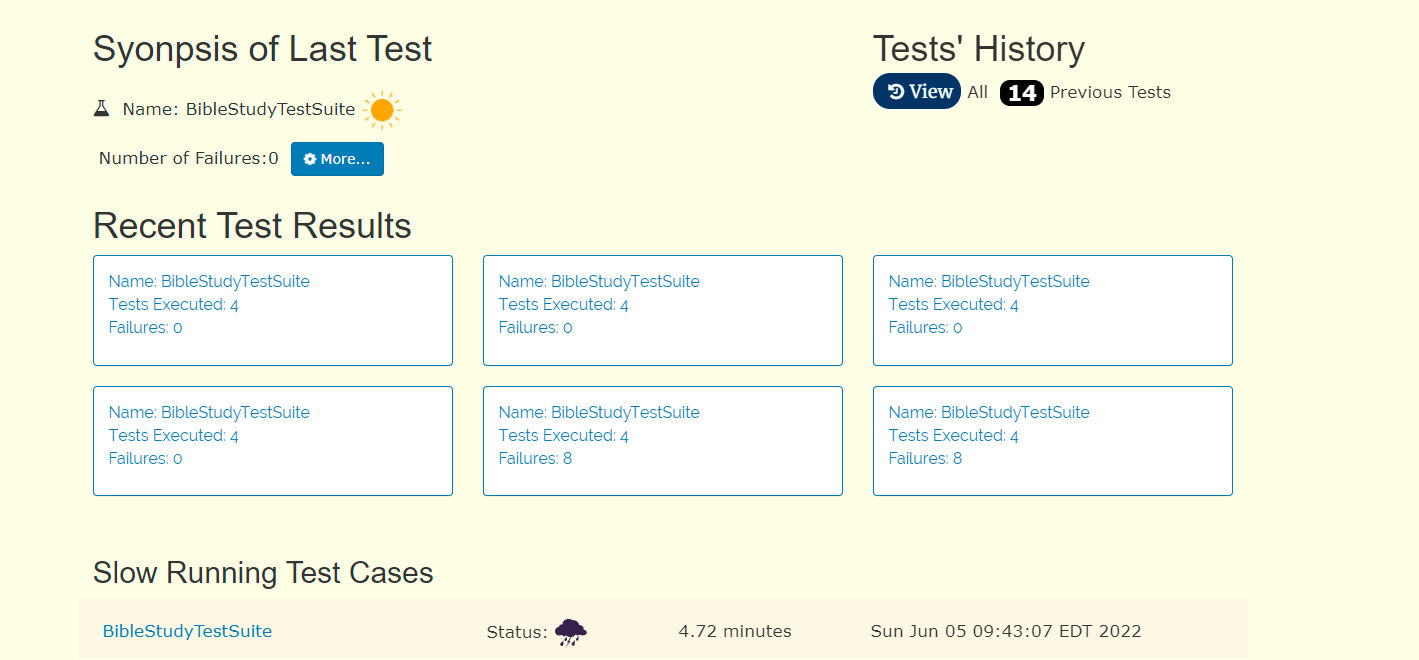 Syonpsis of Last Test
Name: BibleStudyTestSuite
Number of Failures:0 More...
Tests' History
View All 14 Previous Tests
Recent Test Results
Name: BibleStudyTestSuite
Tests Executed: 4
Failures: 0
Name: BibleStudyTestSuite
Tests Executed: 4
Failures: 0
Name: BibleStudyTestSuite
Tests Executed: 4
Failures: 0
Name: BibleStudyTestSuite
Tests Executed: 4
Failures: 0
Name: BibleStudyTestSuite
Tests Executed: 4
Failures: 8
Name: BibleStudyTestSuite
Tests Executed: 4
Failures: 8
Slow Running Test Cases
BibleStudyTestSuite Status: 4.72 minutes Sun Jun 05 09:43:07 EDT 2022